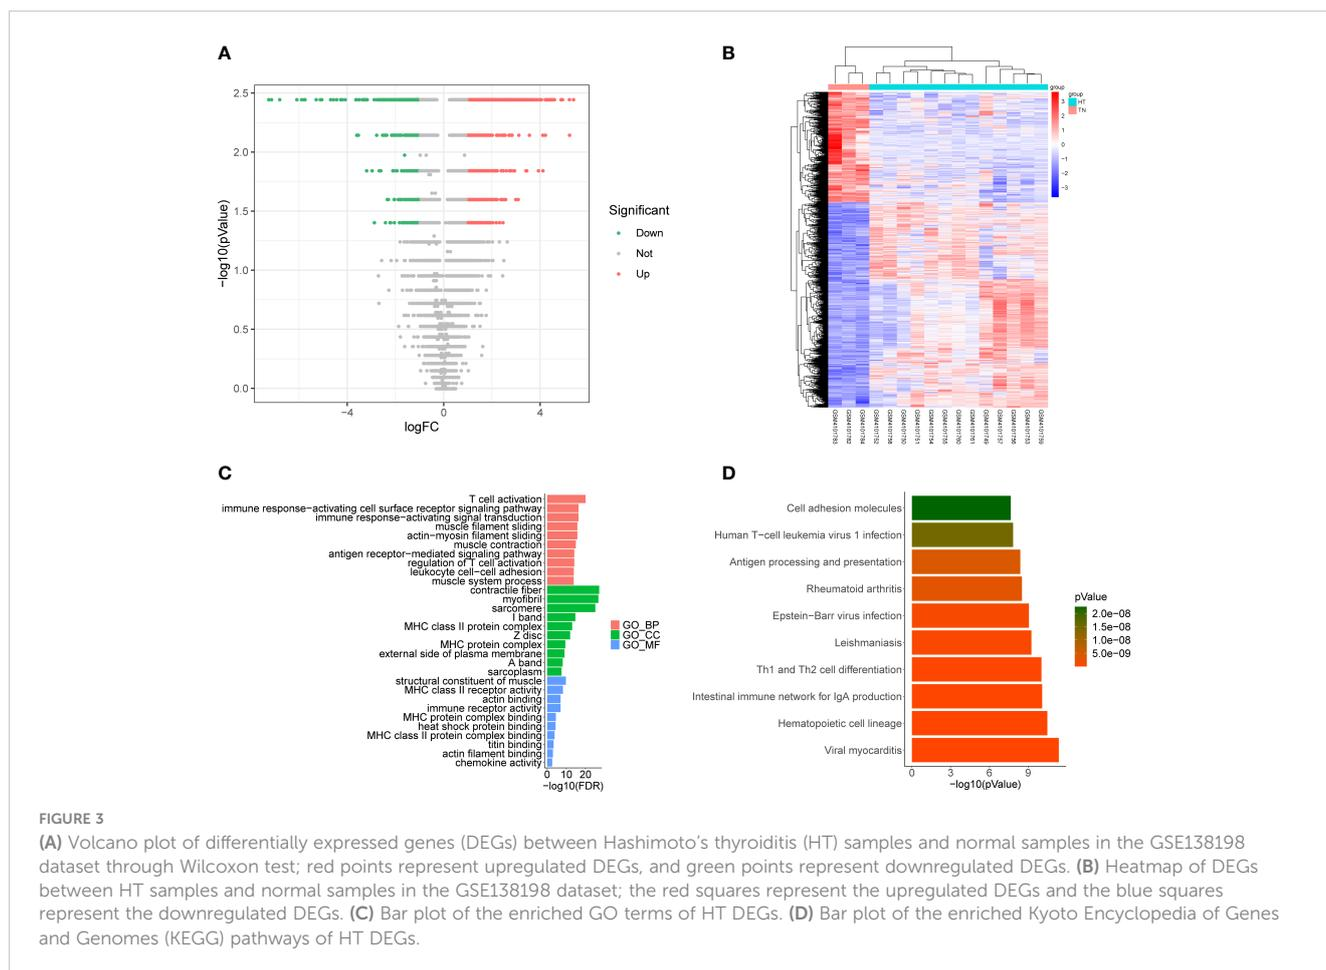 A
2.5
2.0
1.5
1.0
0.5
0.0
−log10(pValue)
−4
0
4
logFC
Significant
Down
Not
Up
B
group
3
2
1
0
−1
−2
−3
group
HT
TN
C
T cell activation
immune response−activating cell surface receptor signaling pathway
immune response−activating signal transduction
muscle filament sliding
actin−myosin filament sliding
muscle contraction
antigen receptor−mediated signaling pathway
regulation of T cell activation
leukocyte cell−cell adhesion
muscle system process
contractile fiber
myofibril
sarcomere
I band
MHC class II protein complex
Z disc
MHC protein complex
external side of plasma membrane
A band
sarcoplasm
structural constituent of muscle
MHC class II receptor activity
actin binding
immune receptor activity
MHC protein complex binding
heat shock protein binding
MHC class II protein complex binding
titin binding
actin filament binding
chemokine activity
0 10 20
−log10(FDR)
GO_BP
GO_CC
GO_MF
D
Cell adhesion molecules
Human T−cell leukemia virus 1 infection
Antigen processing and presentation
Rheumatoid arthritis
Epstein−Barr virus infection
Leishmaniasis
Th1 and Th2 cell differentiation
Intestinal immune network for IgA production
Hematopoietic cell lineage
Viral myocarditis
0 3 6 9
−log10(pValue)
pValue
2.0e−08
1.5e−08
1.0e−08
5.0e−09
FIGURE 3
(A) Volcano plot of differentially expressed genes (DEGs) between Hashimoto's thyroiditis (HT) samples and normal samples in the GSE138198
dataset through Wilcoxon test; red points represent upregulated DEGs, and green points represent downregulated DEGs. (B) Heatmap of DEGs
between HT samples and normal samples in the GSE138198 dataset; the red squares represent the upregulated DEGs and the blue squares
represent the downregulated DEGs. (C) Bar plot of the enriched GO terms of HT DEGs. (D) Bar plot of the enriched Kyoto Encyclopedia of Genes
and Genomes (KEGG) pathways of HT DEGs.